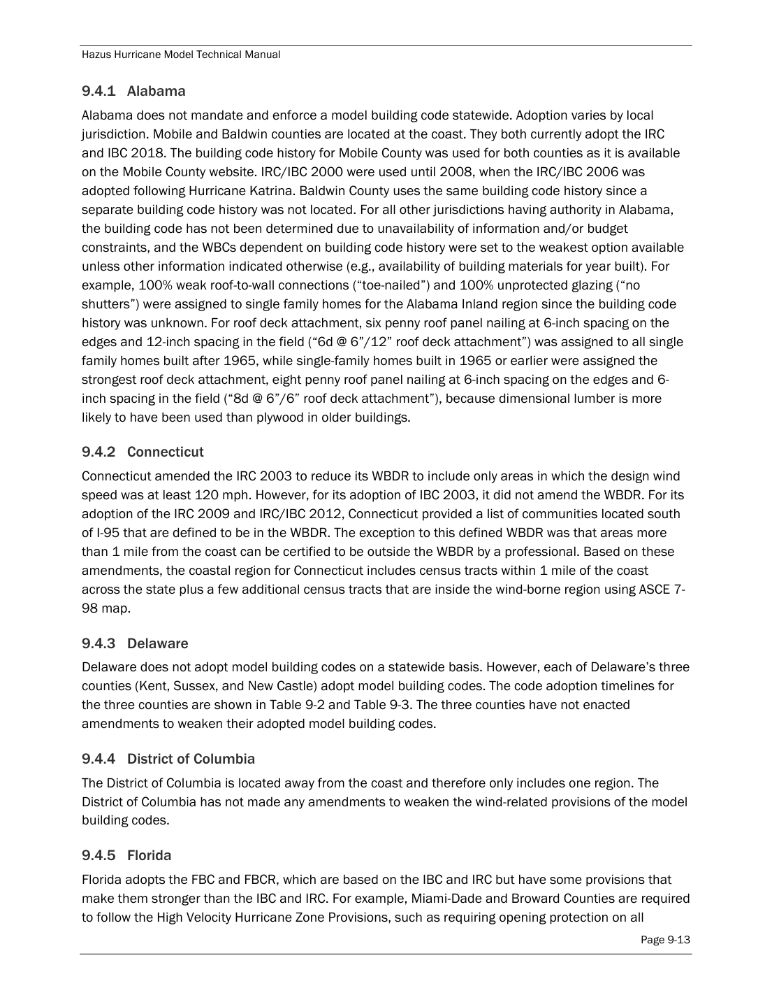 Hazus Hurricane Model Technical Manual
9.4.1 Alabama
Alabama does not mandate and enforce a model building code statewide. Adoption varies by local
jurisdiction. Mobile and Baldwin counties are located at the coast. They both currently adopt the IRC
and IBC 2018. The building code history for Mobile County was used for both counties as it is available
on the Mobile County website. IRC/IBC 2000 were used until 2008, when the IRC/IBC 2006 was
adopted following Hurricane Katrina. Baldwin County uses the same building code history since a
separate building code history was not located. For all other jurisdictions having authority in Alabama,
the building code has not been determined due to unavailability of information and/or budget
constraints, and the WBCs dependent on building code history were set to the weakest option available
unless other information indicated otherwise (e.g., availability of building materials for year built). For
example, 100% weak roof-to-wall connections (“toe-nailed”) and 100% unprotected glazing (“no
shutters”) were assigned to single family homes for the Alabama Inland region since the building code
history was unknown. For roof deck attachment, six penny roof panel nailing at 6-inch spacing on the
edges and 12-inch spacing in the field (“6d @ 6”/12” roof deck attachment”) was assigned to all single
family homes built after 1965, while single-family homes built in 1965 or earlier were assigned the
strongest roof deck attachment, eight penny roof panel nailing at 6-inch spacing on the edges and 6-
inch spacing in the field (“8d @ 6”/6” roof deck attachment”), because dimensional lumber is more
likely to have been used than plywood in older buildings.
9.4.2 Connecticut
Connecticut amended the IRC 2003 to reduce its WBDR to include only areas in which the design wind
speed was at least 120 mph. However, for its adoption of IBC 2003, it did not amend the WBDR. For its
adoption of the IRC 2009 and IRC/IBC 2012, Connecticut provided a list of communities located south
of I-95 that are defined to be in the WBDR. The exception to this defined WBDR was that areas more
than 1 mile from the coast can be certified to be outside the WBDR by a professional. Based on these
amendments, the coastal region for Connecticut includes census tracts within 1 mile of the coast
across the state plus a few additional census tracts that are inside the wind-borne region using ASCE 7-
98 map.
9.4.3 Delaware
Delaware does not adopt model building codes on a statewide basis. However, each of Delaware’s three
counties (Kent, Sussex, and New Castle) adopt model building codes. The code adoption timelines for
the three counties are shown in Table 9-2 and Table 9-3. The three counties have not enacted
amendments to weaken their adopted model building codes.
9.4.4 District of Columbia
The District of Columbia is located away from the coast and therefore only includes one region. The
District of Columbia has not made any amendments to weaken the wind-related provisions of the model
building codes.
9.4.5 Florida
Florida adopts the FBC and FBCR, which are based on the IBC and IRC but have some provisions that
make them stronger than the IBC and IRC. For example, Miami-Dade and Broward Counties are required
to follow the High Velocity Hurricane Zone Provisions, such as requiring opening protection on all
Page 9-13